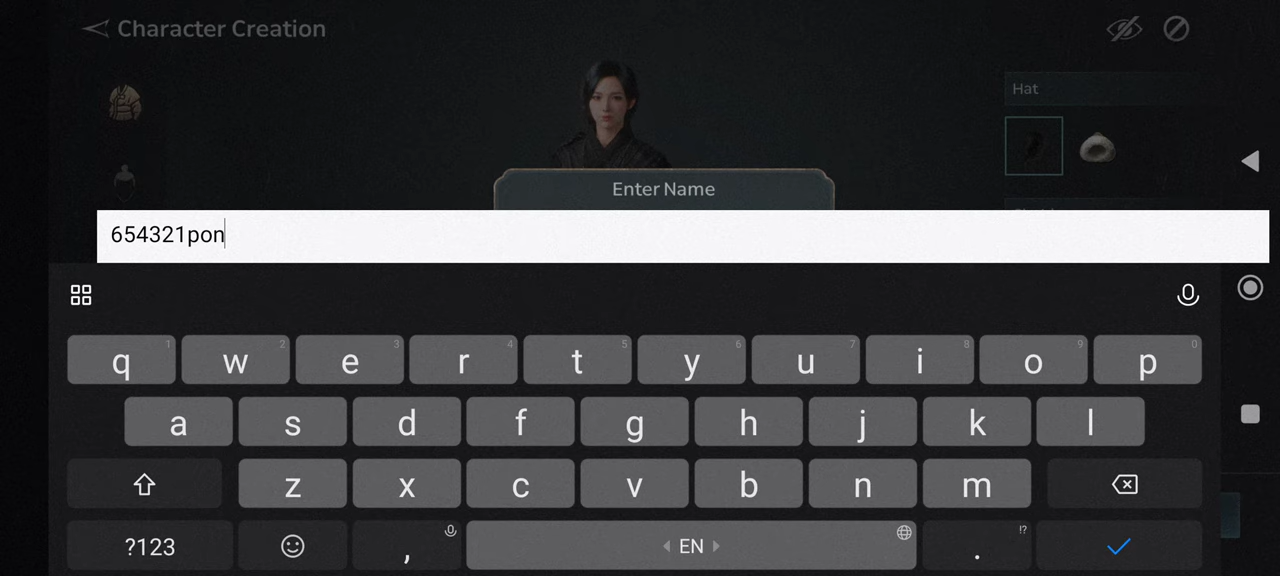 Character Creation
Hat
Enter Name
654321pon
q 1 w 2 e 3 r 4 t 5 y 6 u 7 i 8 o 9 p 0
a s d f g h j k l
z x c v b n m
?123 , EN . !?